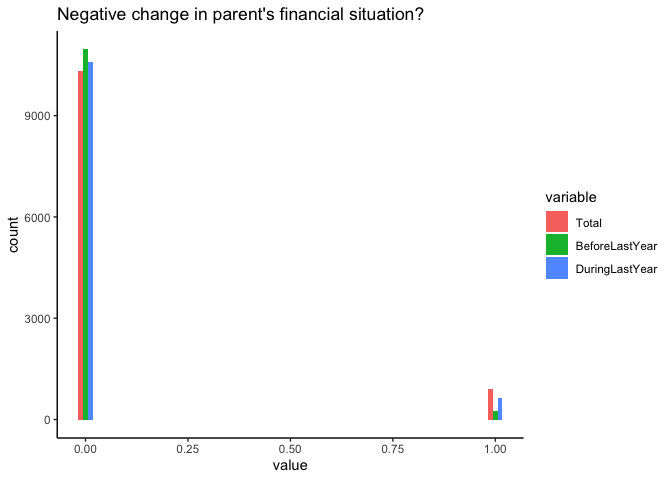 Negative change in parent's financial situation?
count
9000
6000
3000
0
0.00 0.25 0.50 0.75 1.00
value
variable
Total
BeforeLastYear
DuringLastYear